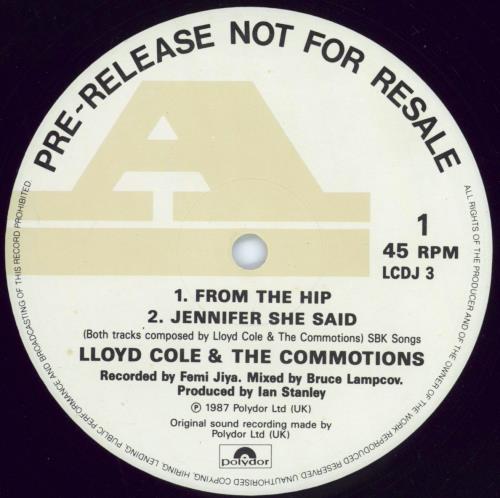 PRE-RELEASE NOT FOR RESALE
A
1
45 RPM
LCDJ 3
1. FROM THE HIP
2. JENNIFER SHE SAID
(Both tracks composed by Lloyd Cole & The Commotions) SBK Songs
LLOYD COLE & THE COMMOTIONS
Recorded by Femi Jiya. Mixed by Bruce Lampcov.
Produced by Ian Stanley
℗ 1987 Polydor Ltd (UK)
Original sound recording made by
Polydor Ltd (UK)
polydor
ALL RIGHTS OF THE PRODUCER AND OF THE OWNER OF THE WORK REPRODUCED RESERVED UNAUTHORISED COPYING, HIRING, LENDING, PUBLIC PERFORMANCE AND BROADCASTING OF THIS RECORD PROHIBITED.